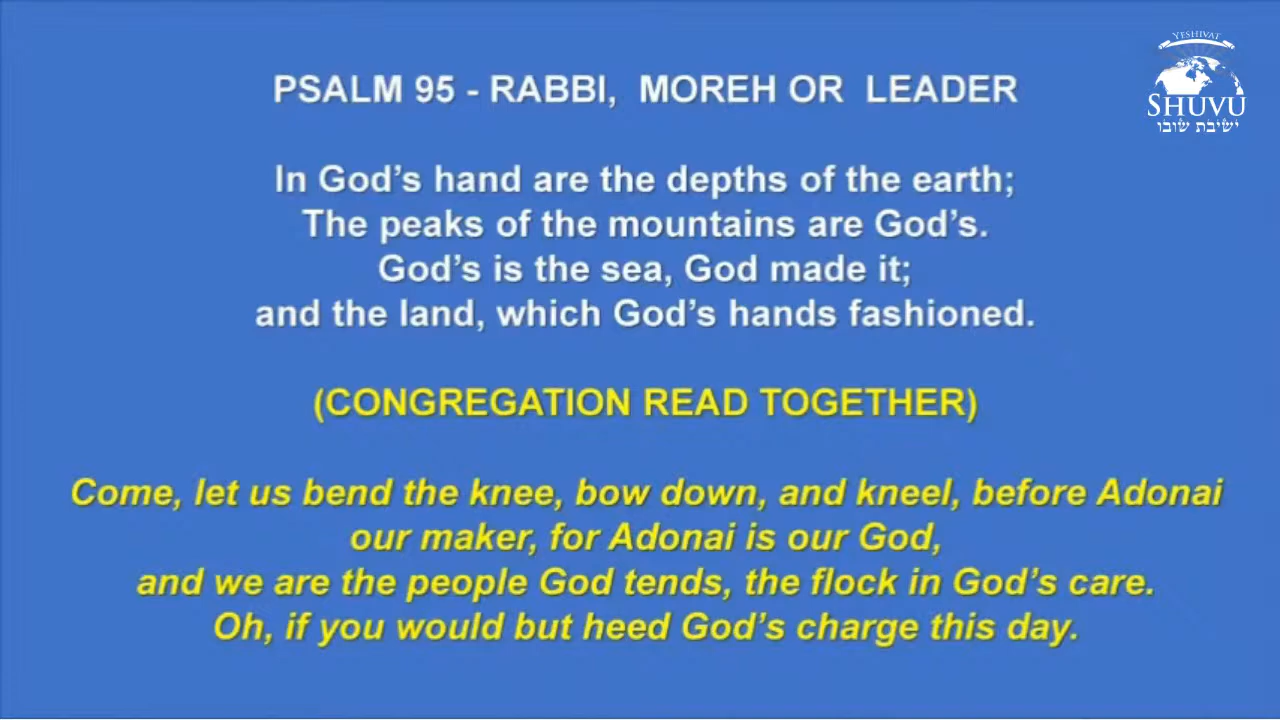 YESHIVAT
SHUVU
ישיבת שובו
PSALM 95 - RABBI,  MOREH OR  LEADER
In God’s hand are the depths of the earth;
The peaks of the mountains are God’s.
God’s is the sea, God made it;
and the land, which God’s hands fashioned.
(CONGREGATION READ TOGETHER)
Come, let us bend the knee, bow down, and kneel, before Adonai
our maker, for Adonai is our God,
and we are the people God tends, the flock in God’s care.
Oh, if you would but heed God’s charge this day.